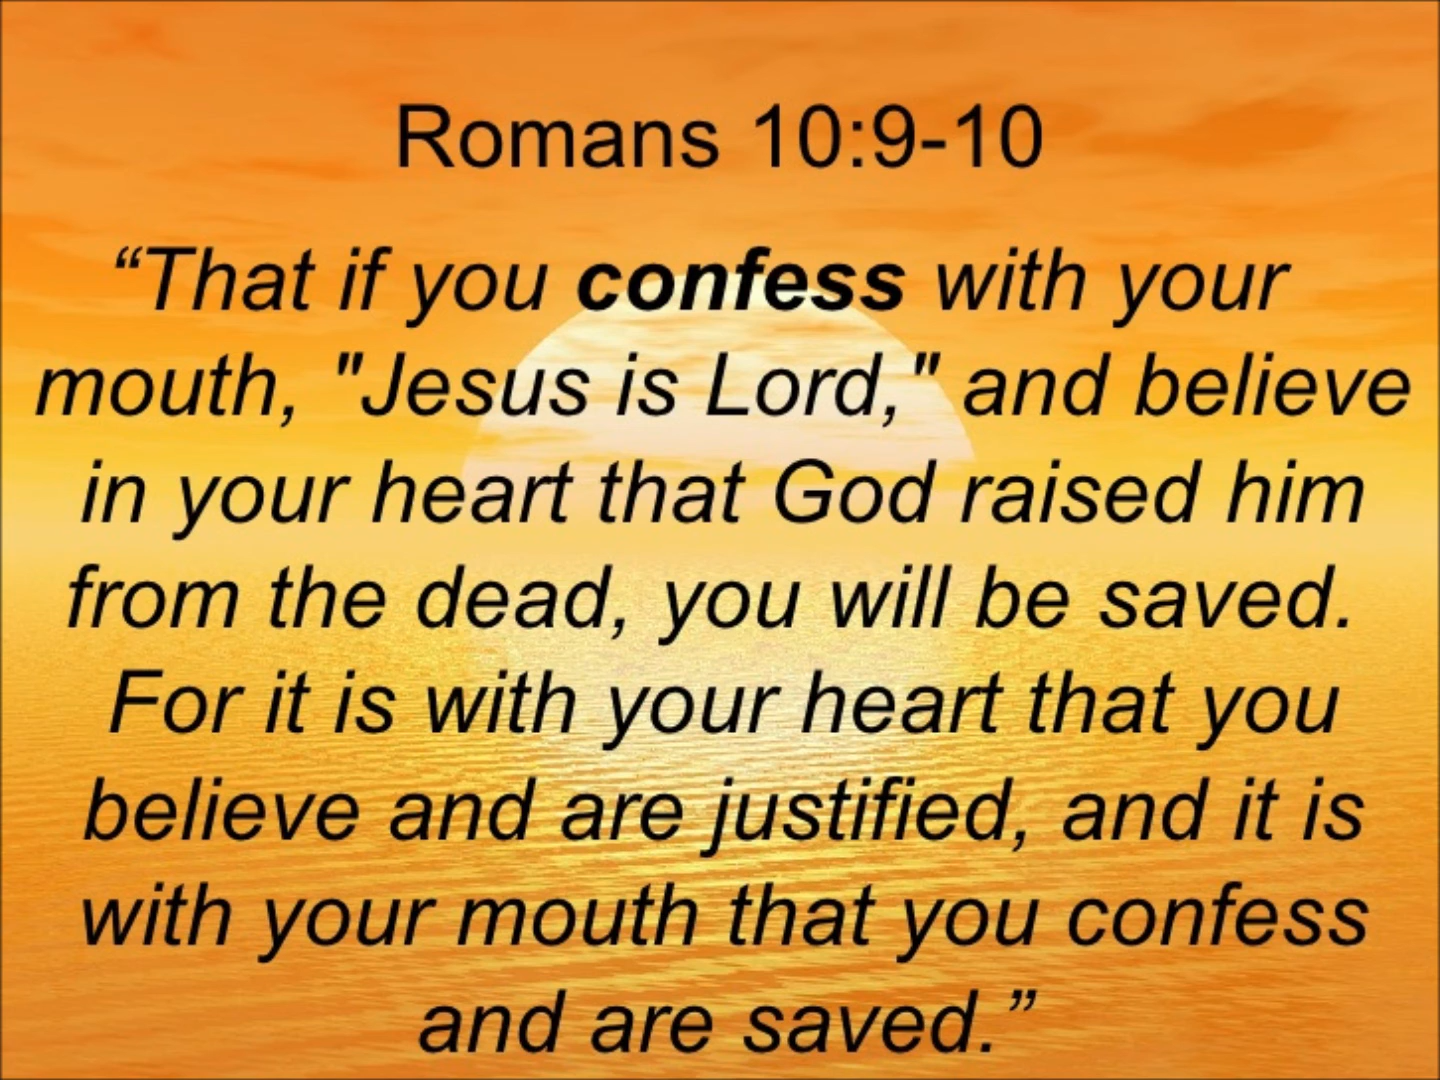 Romans 10:9-10
“That if you confess with your
mouth, "Jesus is Lord," and believe
in your heart that God raised him
from the dead, you will be saved.
For it is with your heart that you
believe and are justified, and it is
with your mouth that you confess
and are saved.”